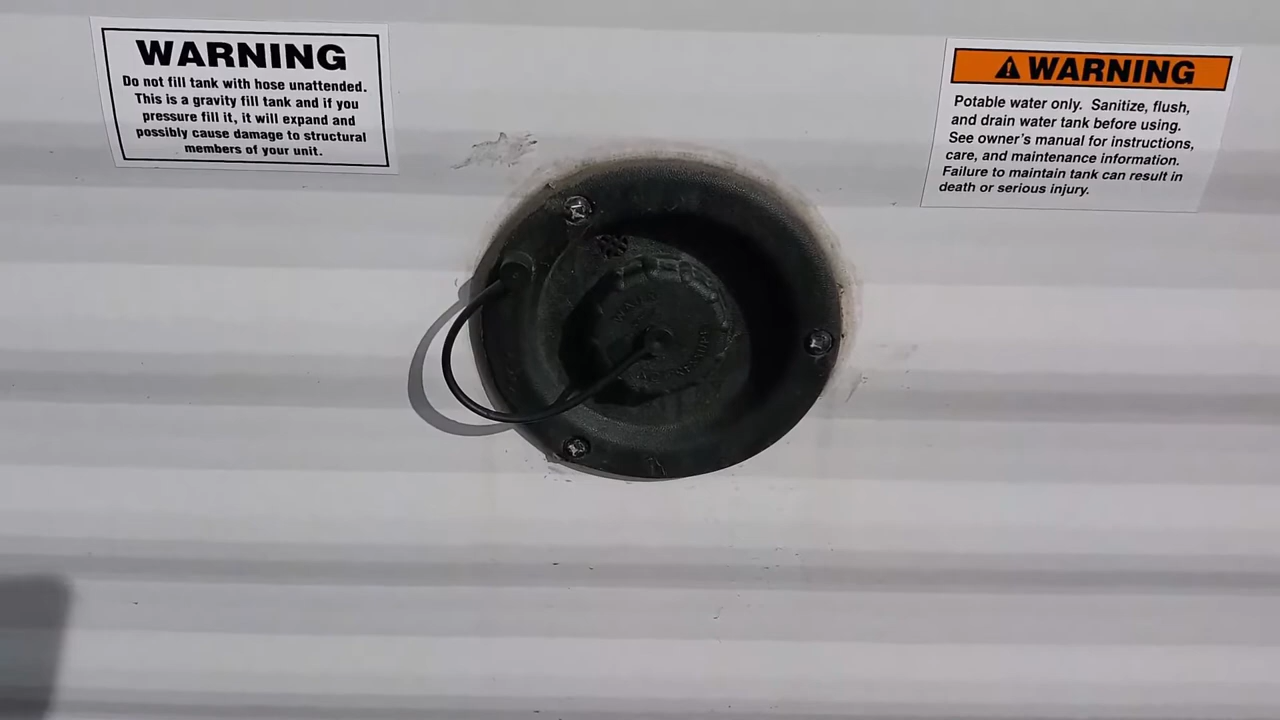 WARNING
Do not fill tank with hose unattended.
This is a gravity fill tank and if you
pressure fill it, it will expand and
possibly cause damage to structural
members of your unit.
WARNING
Potable water only. Sanitize, flush,
and drain water tank before using.
See owner's manual for instructions,
care, and maintenance information.
Failure to maintain tank can result in
death or serious injury.